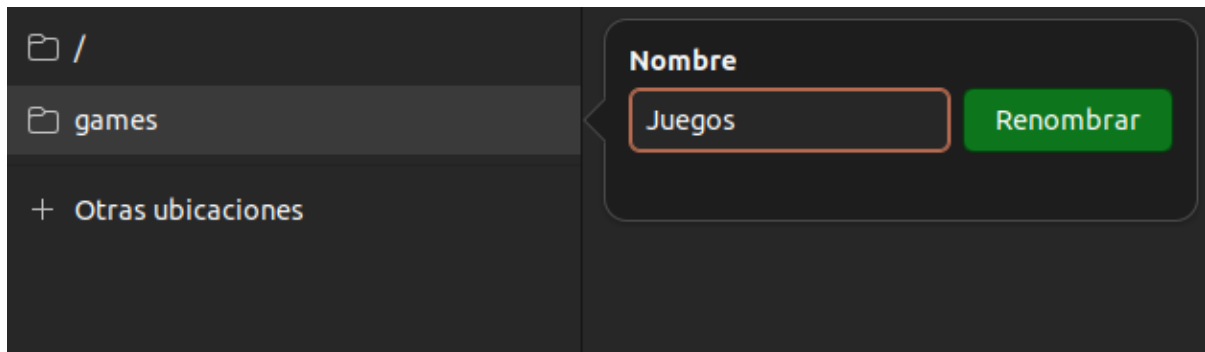 /
games
+ Otras ubicaciones
Nombre
Juegos
Renombrar